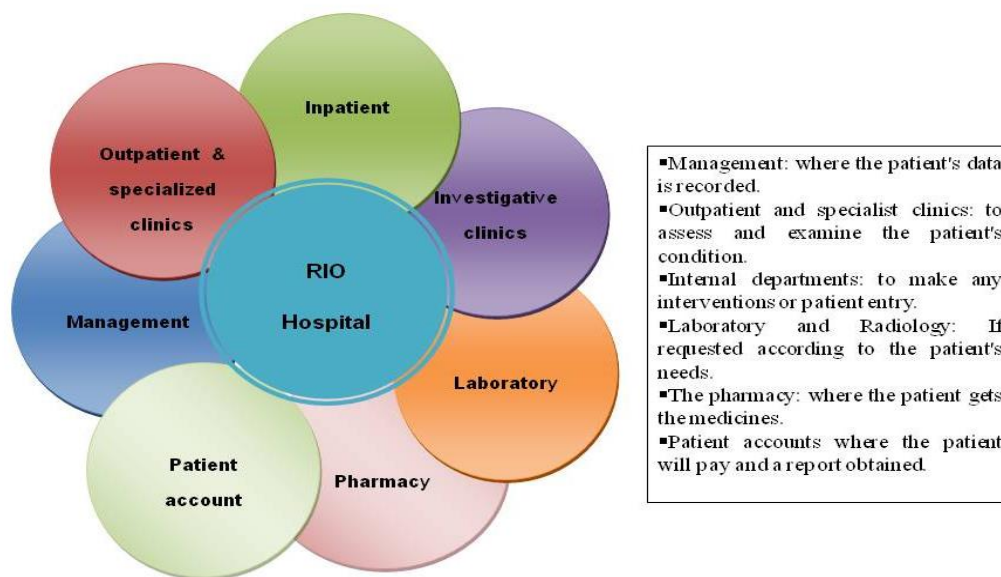 Inpatient
Outpatient &
specialized
clinics
Investigative
clinics
RIO
Hospital
Management
Laboratory
Patient
account
Pharmacy
▪Management: where the patient's data
is recorded.
▪Outpatient and specialist clinics: to
assess and examine the patient's
condition.
▪Internal departments: to make any
interventions or patient entry.
▪Laboratory and Radiology: If
requested according to the patient's
needs.
▪The pharmacy: where the patient gets
the medicines.
▪Patient accounts where the patient
will pay and a report obtained.